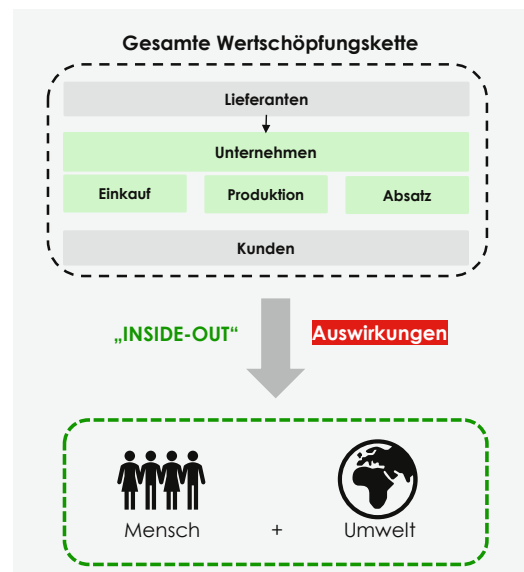 Gesamte Wertschöpfungskette
Lieferanten
Unternehmen
Einkauf Produktion Absatz
Kunden
„INSIDE-OUT“ Auswirkungen
Mensch + Umwelt